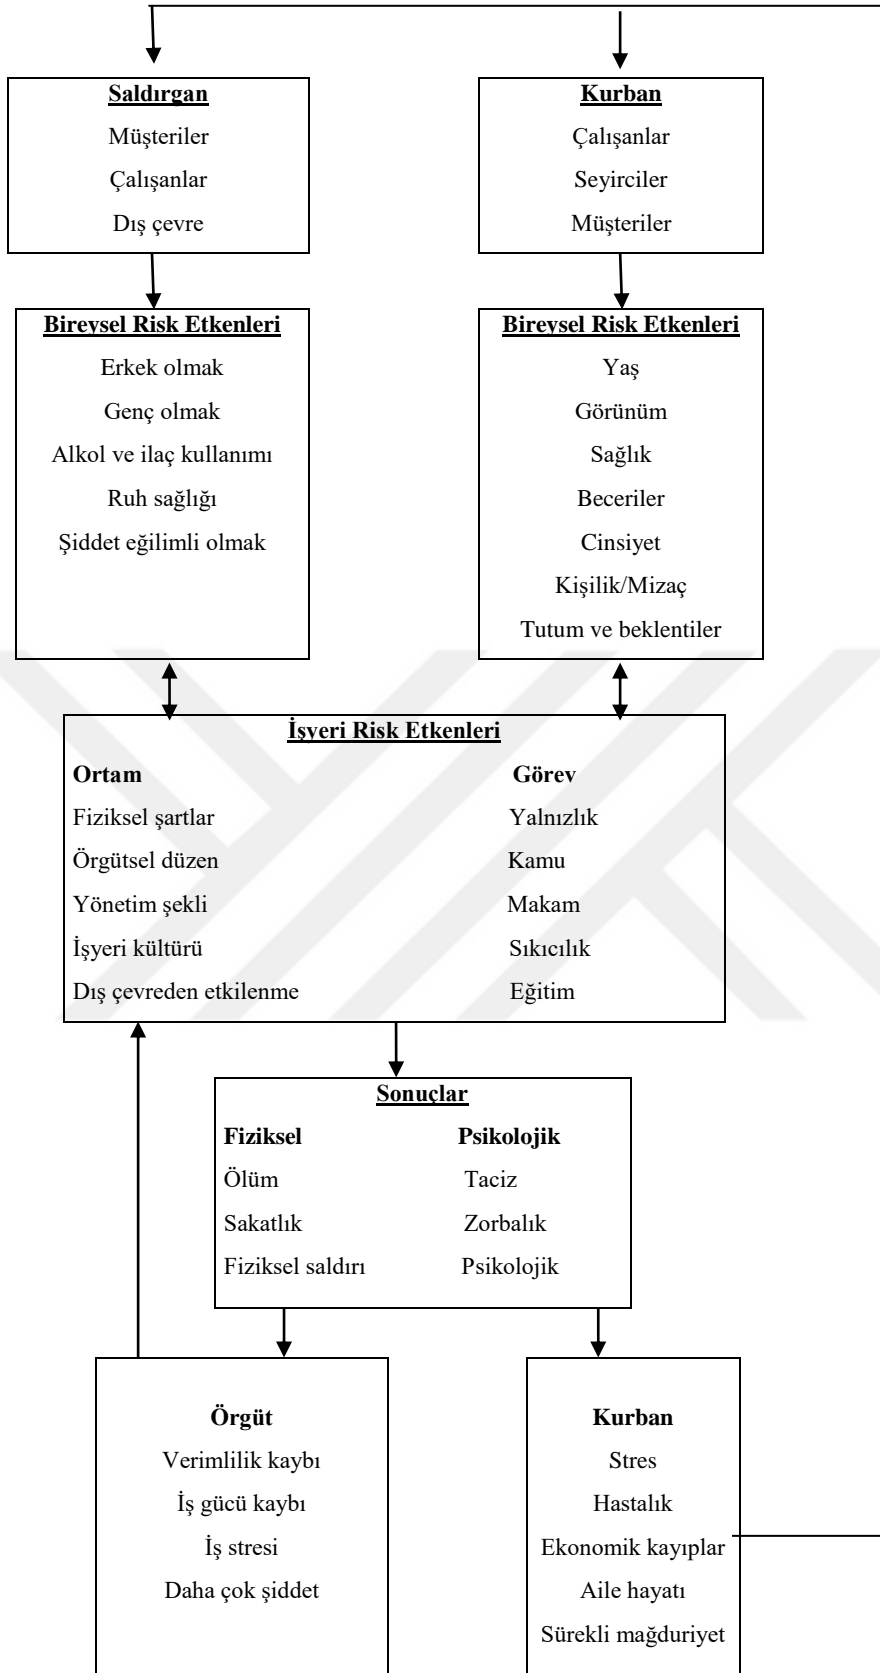 Saldırgan
Müşteriler
Çalışanlar
Dış çevre
Kurban
Çalışanlar
Seyirciler
Müşteriler
Bireysel Risk Etkenleri
Erkek olmak
Genç olmak
Alkol ve ilaç kullanımı
Ruh sağlığı
Şiddet eğilimli olmak
Bireysel Risk Etkenleri
Yaş
Görünüm
Sağlık
Beceriler
Cinsiyet
Kişilik/Mizaç
Tutum ve beklentiler
İşyeri Risk Etkenleri
Ortam
Fiziksel şartlar
Örgütsel düzen
Yönetim şekli
İşyeri kültürü
Dış çevreden etkilenme
Görev
Yalnızlık
Kamu
Makam
Sıkıcılık
Eğitim
Sonuçlar
Fiziksel
Ölüm
Sakatlık
Fiziksel saldırı
Psikolojik
Taciz
Zorbalık
Psikolojik
Örgüt
Verimlilik kaybı
İş gücü kaybı
İş stresi
Daha çok şiddet
Kurban
Stres
Hastalık
Ekonomik kayıplar
Aile hayatı
Sürekli mağduriyet